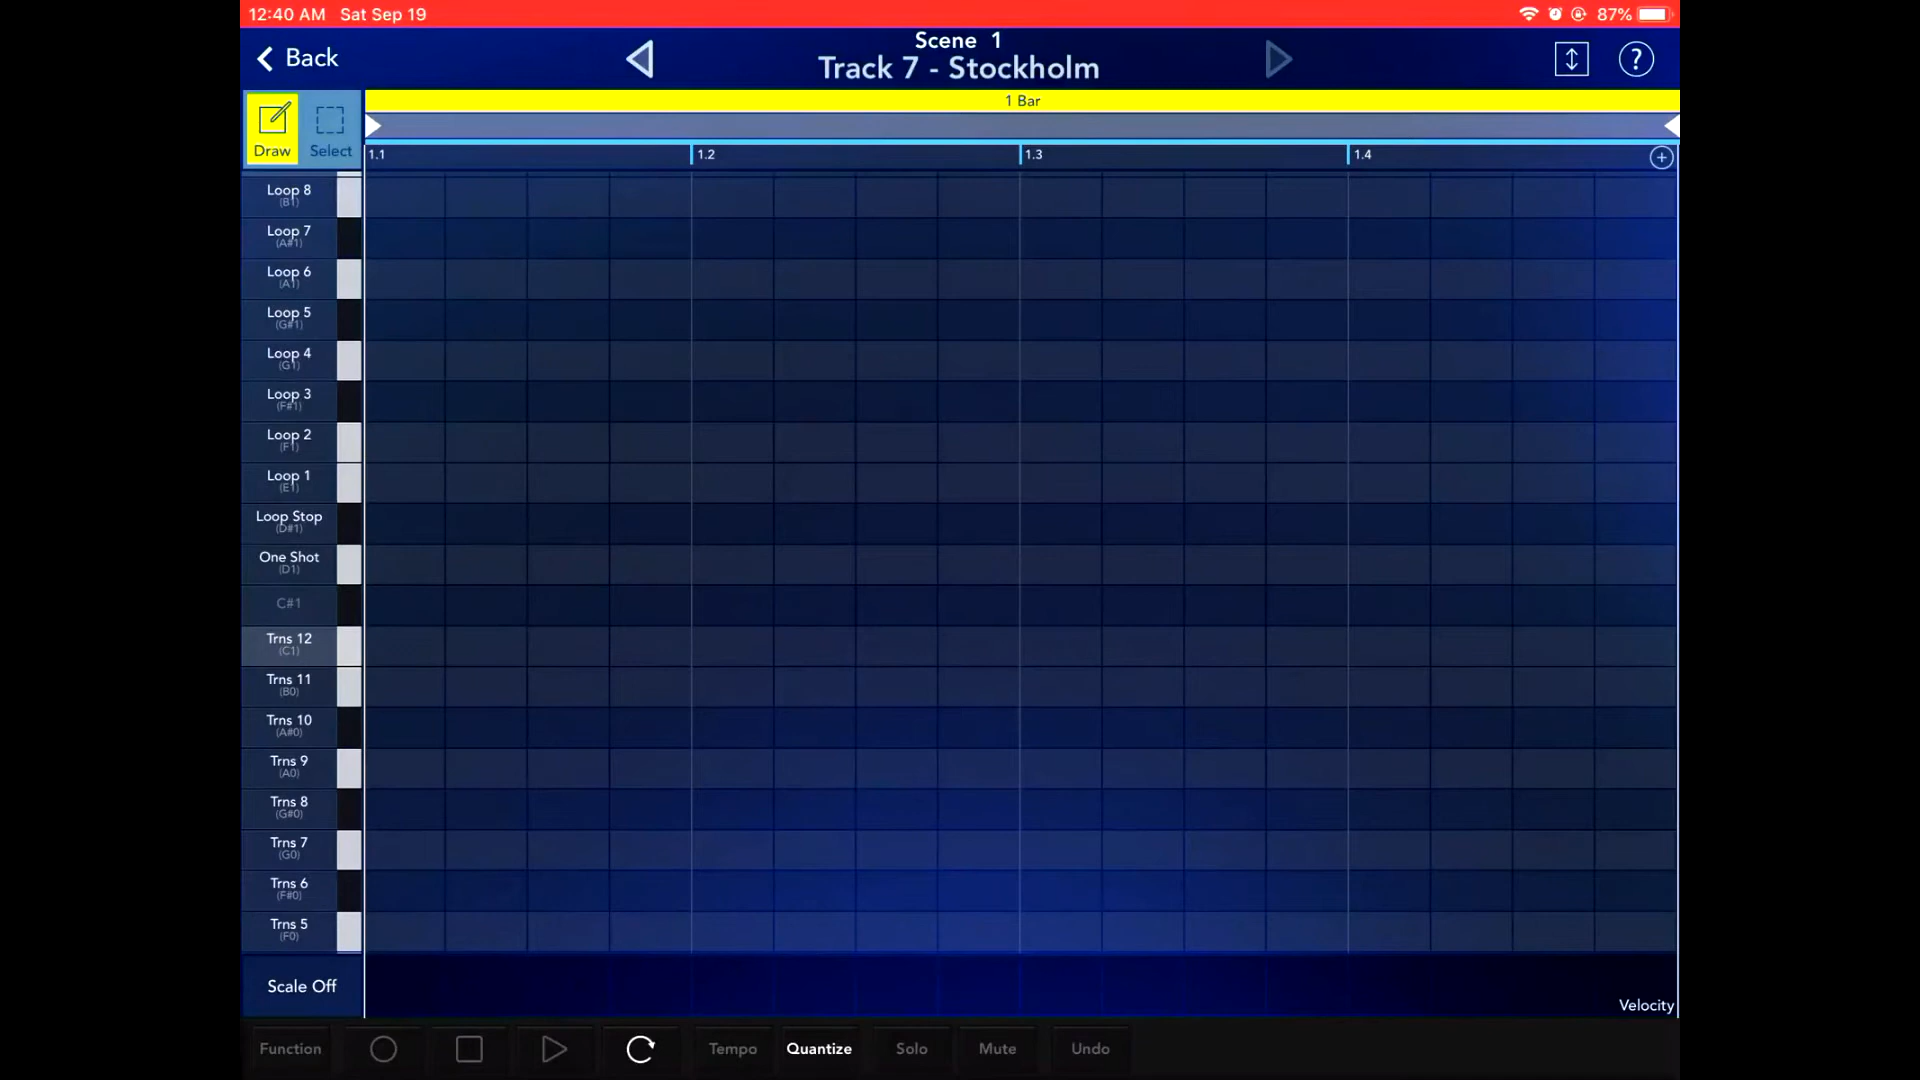 12:40 AM Sat Sep 19
87%
Back
Scene 1
Track 7 - Stockholm
?
Draw
Select
1 Bar
1.1
1.2
1.3
1.4
Loop 8
(B1)
Loop 7
(A#1)
Loop 6
(A1)
Loop 5
(G#1)
Loop 4
(G1)
Loop 3
(F#1)
Loop 2
(F1)
Loop 1
(E1)
Loop Stop
(D#1)
One Shot
(D1)
C#1
Trns 12
(C1)
Trns 11
(B0)
Trns 10
(A#0)
Trns 9
(A0)
Trns 8
(G#0)
Trns 7
(G0)
Trns 6
(F#0)
Trns 5
(F0)
Scale Off
Velocity
Function
Tempo
Quantize
Solo
Mute
Undo